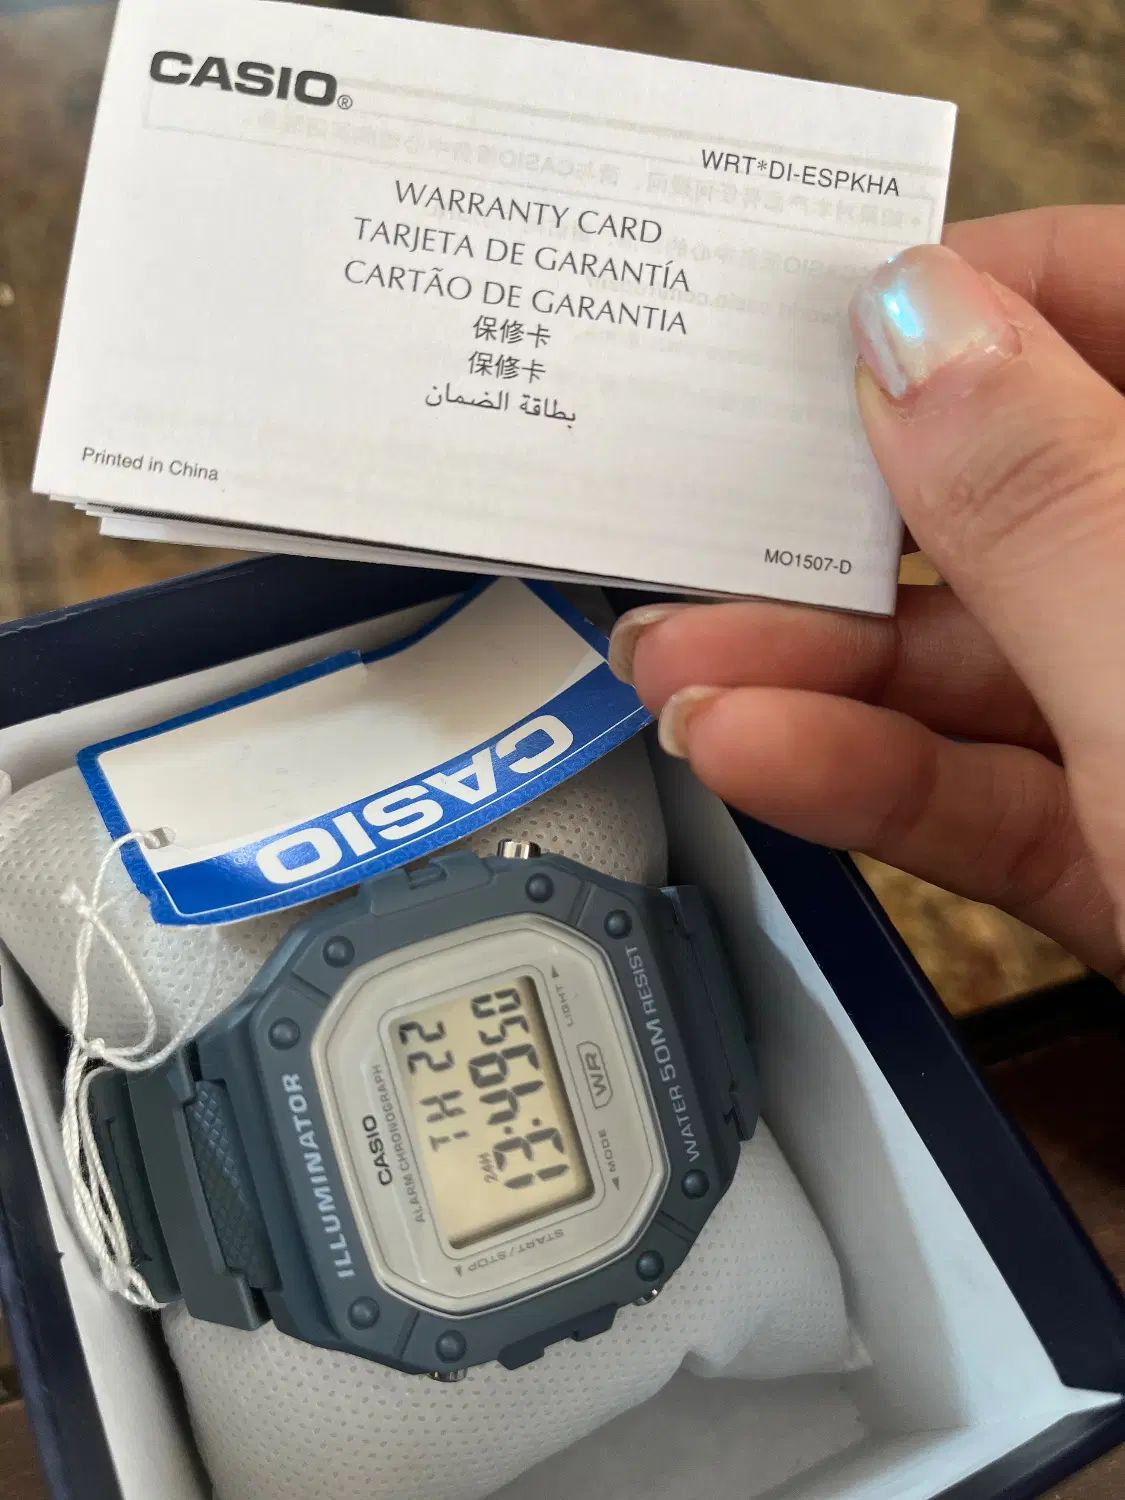 CASIO®
WRT*DI-ESPKHA
WARRANTY CARD
TARJETA DE GARANTÍA
CARTÃO DE GARANTIA
保修卡
保修卡
بطاقة الضمان
Printed in China
MO1507-D
CASIO
ILLUMINATOR
CASIO
ALARM CHRONOGRAPH
TH 22
24H
13:49 50
LIGHT
WR
MODE
START/STOP
WATER 50M RESIST